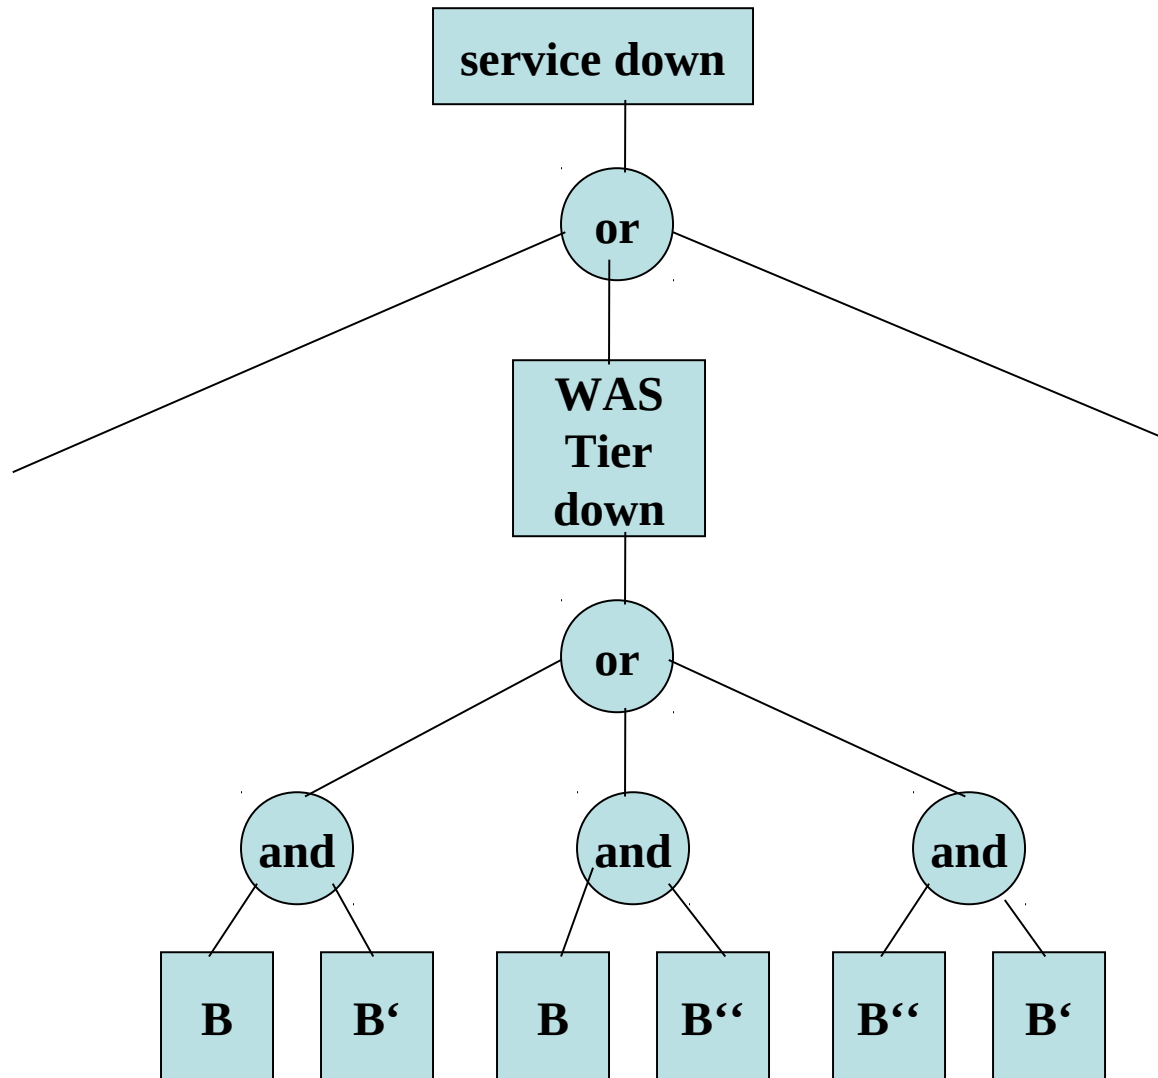 service down
or
WAS
Tier
down
or
and
and
and
B
B‘
B
B‘‘
B‘‘
B‘